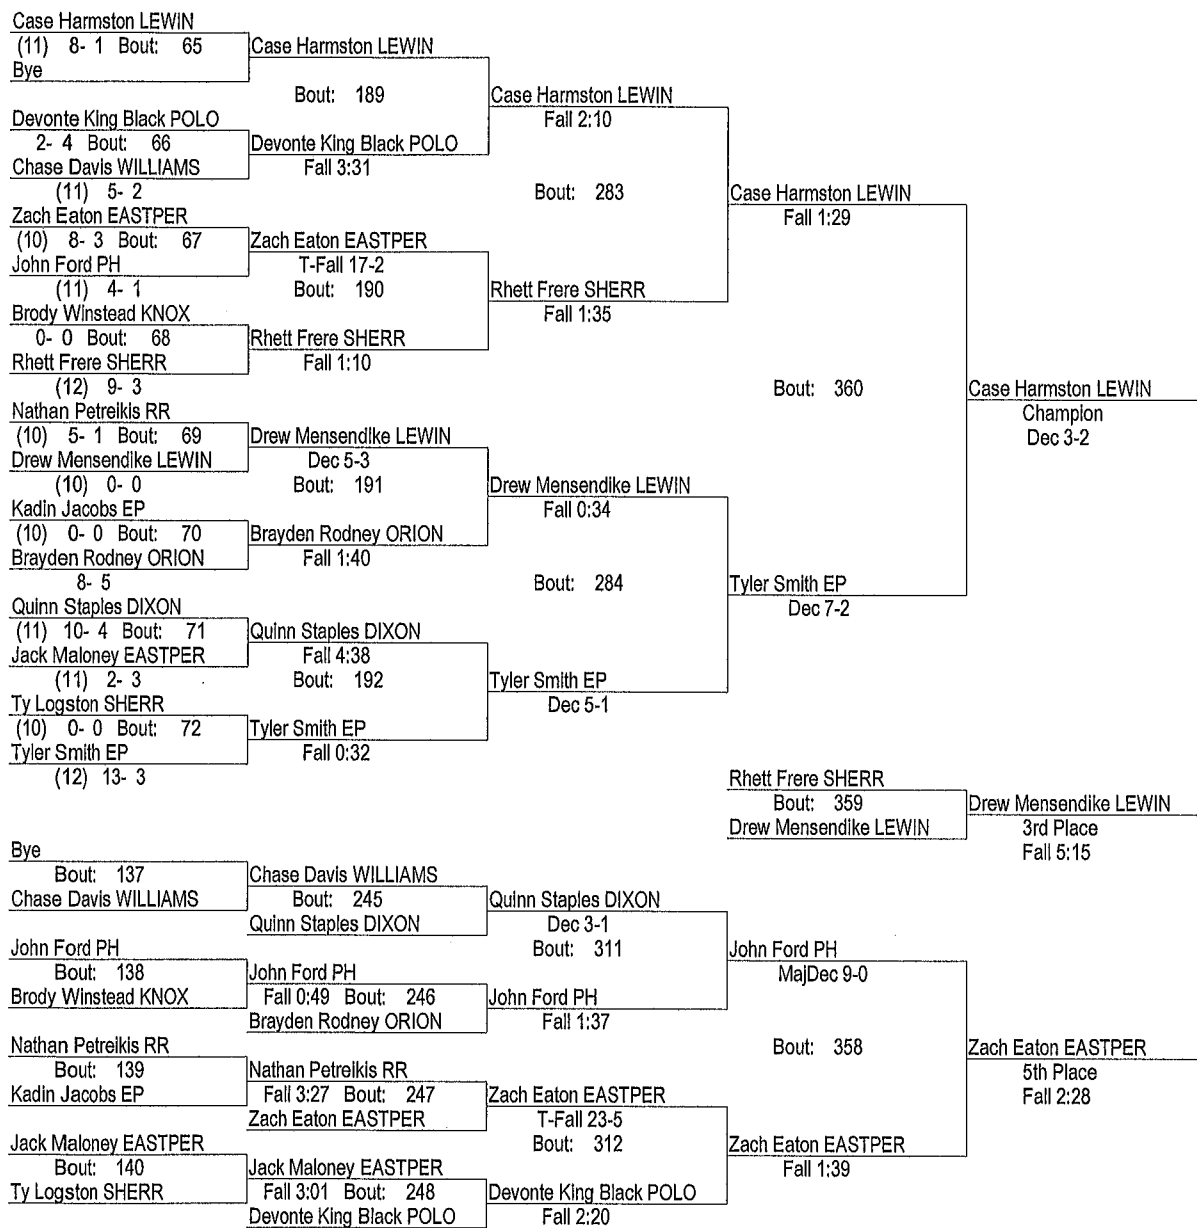 Case Harmston LEWIN
(11) 8- 1 Bout: 65
Bye
Case Harmston LEWIN
Bout: 189
Devonte King Black POLO
2- 4 Bout: 66
Chase Davis WILLIAMS
(11) 5- 2
Devonte King Black POLO
Fall 3:31
Case Harmston LEWIN
Fall 2:10
Bout: 283
Zach Eaton EASTPER
(10) 8- 3 Bout: 67
John Ford PH
(11) 4- 1
Zach Eaton EASTPER
T-Fall 17-2
Bout: 190
Brody Winstead KNOX
0- 0 Bout: 68
Rhett Frere SHERR
(12) 9- 3
Rhett Frere SHERR
Fall 1:10
Rhett Frere SHERR
Fall 1:35
Case Harmston LEWIN
Fall 1:29
Bout: 360
Case Harmston LEWIN
Champion
Dec 3-2
Nathan Petreikis RR
(10) 5- 1 Bout: 69
Drew Mensendike LEWIN
(10) 0- 0
Drew Mensendike LEWIN
Dec 5-3
Bout: 191
Kadin Jacobs EP
(10) 0- 0 Bout: 70
Brayden Rodney ORION
8- 5
Brayden Rodney ORION
Fall 1:40
Drew Mensendike LEWIN
Fall 0:34
Bout: 284
Quinn Staples DIXON
(11) 10- 4 Bout: 71
Jack Maloney EASTPER
(11) 2- 3
Quinn Staples DIXON
Fall 4:38
Bout: 192
Ty Logston SHERR
(10) 0- 0 Bout: 72
Tyler Smith EP
(12) 13- 3
Tyler Smith EP
Fall 0:32
Tyler Smith EP
Dec 5-1
Tyler Smith EP
Dec 7-2
Rhett Frere SHERR
Bout: 359
Drew Mensendike LEWIN
Drew Mensendike LEWIN
3rd Place
Fall 5:15
Bye
Bout: 137
Chase Davis WILLIAMS
Chase Davis WILLIAMS
Bout: 245
Quinn Staples DIXON
Quinn Staples DIXON
Dec 3-1
Bout: 311
John Ford PH
Bout: 138
Brody Winstead KNOX
John Ford PH
Fall 0:49 Bout: 246
Brayden Rodney ORION
John Ford PH
Fall 1:37
John Ford PH
MajDec 9-0
Bout: 358
Nathan Petreikis RR
Bout: 139
Kadin Jacobs EP
Nathan Petreikis RR
Fall 3:27 Bout: 247
Zach Eaton EASTPER
Zach Eaton EASTPER
T-Fall 23-5
Bout: 312
Jack Maloney EASTPER
Bout: 140
Ty Logston SHERR
Jack Maloney EASTPER
Fall 3:01 Bout: 248
Devonte King Black POLO
Devonte King Black POLO
Fall 2:20
Zach Eaton EASTPER
Fall 1:39
Zach Eaton EASTPER
5th Place
Fall 2:28